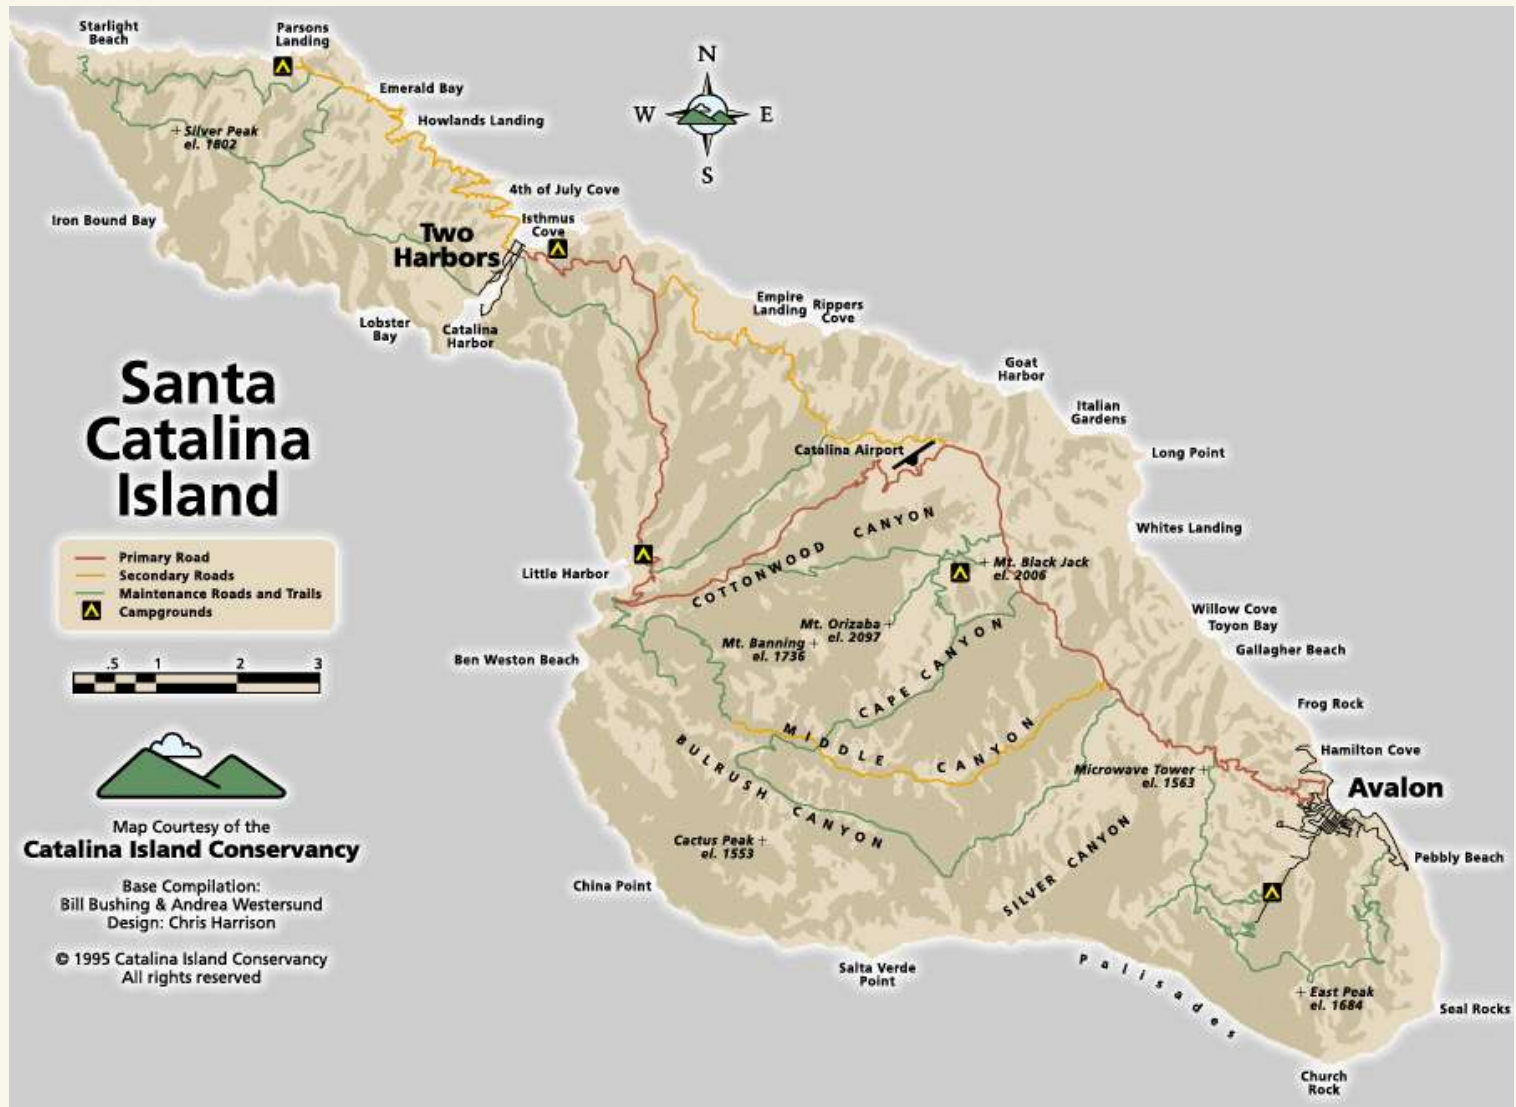 Starlight
Beach
Parsons
Landing
Emerald Bay
Howlands Landing
Silver Peak
el. 1802
4th of July Cove
Isthmus
Cove
Iron Bound Bay
Two
Harbors
Lobster
Bay
Catalina
Harbor
N
W
E
S
Empire
Landing
Rippers
Cove
Goat
Harbor
Italian
Gardens
Long Point
Catalina Airport
Whites Landing
Santa
Catalina
Island
Primary Road
Secondary Roads
Maintenance Roads and Trails
Campgrounds
.5 1 2 3
Little Harbor
COTTONWOOD CANYON
Mt. Black Jack
el. 2006
Mt. Orizaba
el. 2097
Mt. Banning
el. 1736
Willow Cove
Toyon Bay
Gallagher Beach
Ben Weston Beach
CAPE CANYON
Frog Rock
MIDDLE CANYON
BULRUSH CANYON
Hamilton Cove
Microwave Tower
el. 1563
Avalon
Cactus Peak
el. 1553
SILVER CANYON
Pebbly Beach
China Point
Salta Verde
Point
Palisades
East Peak
el. 1684
Seal Rocks
Church
Rock
Map Courtesy of the
Catalina Island Conservancy
Base Compilation:
Bill Bushing & Andrea Westersund
Design: Chris Harrison
© 1995 Catalina Island Conservancy
All rights reserved